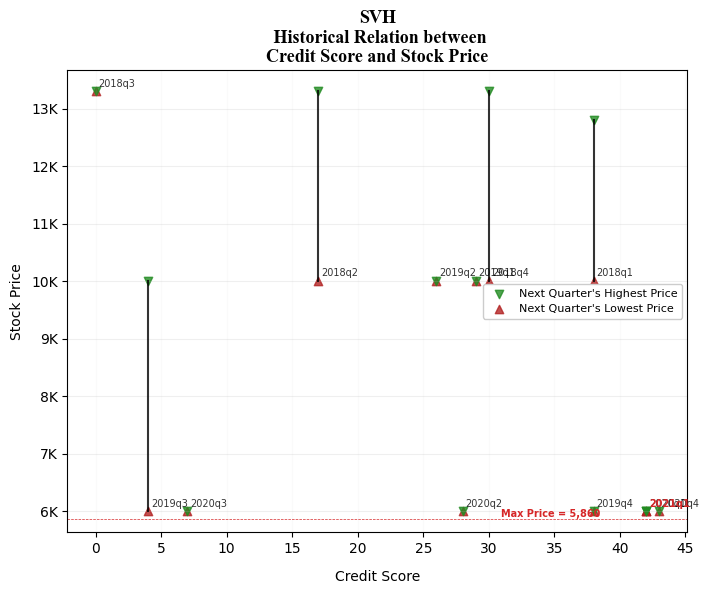 SVH
Historical Relation between
Credit Score and Stock Price
Stock Price
13K
12K
11K
10K
9K
8K
7K
6K
2018q3
2018q2
2019q2
2018q4
2018q1
Next Quarter's Highest Price
Next Quarter's Lowest Price
2019q3
2020q3
2020q2
2019q4
Max Price = 5,860
0
5
10
15
20
25
30
35
40
45
Credit Score